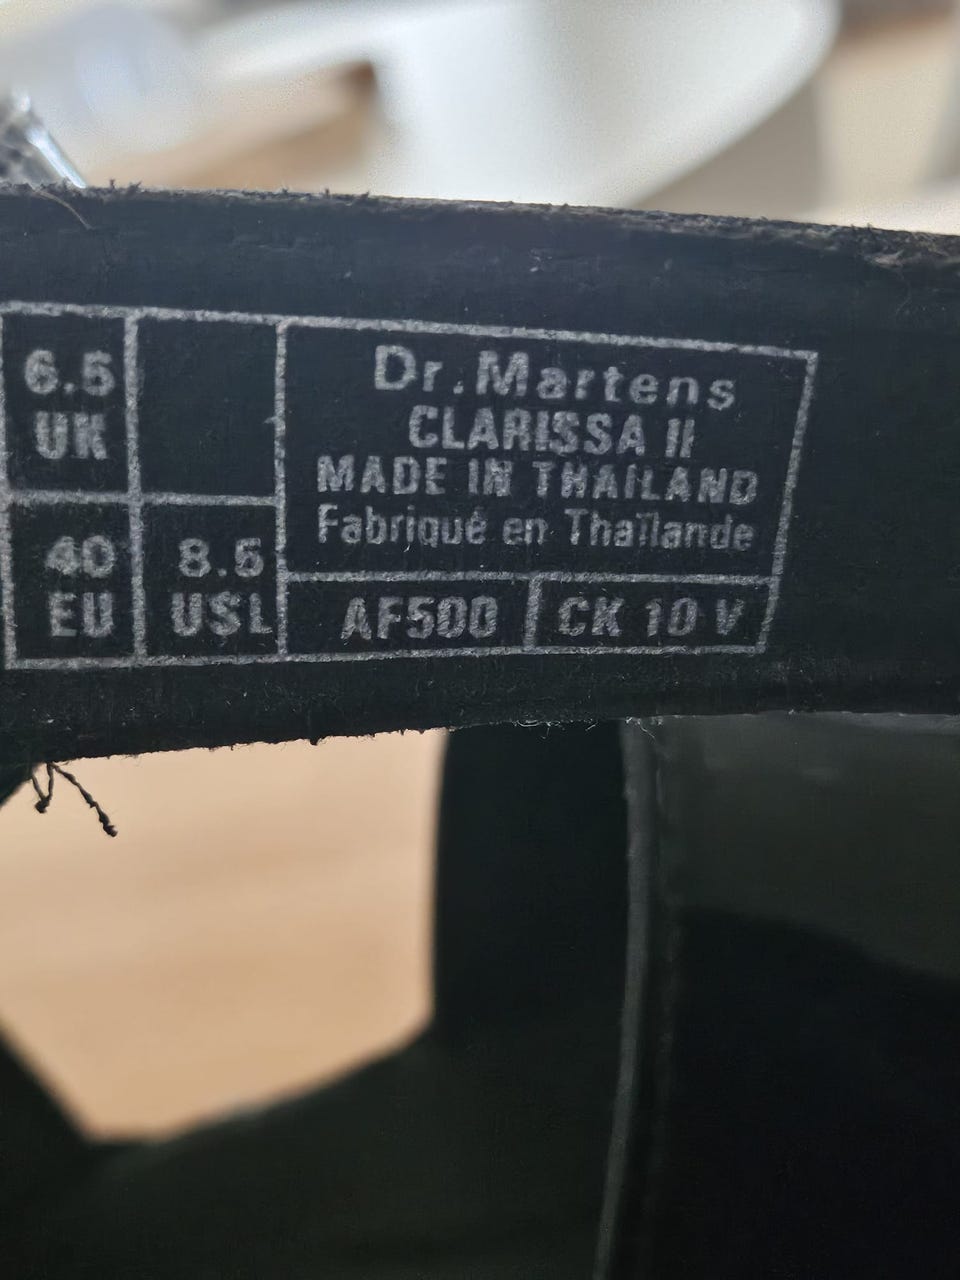 6.5
UK
40
EU
8.5
USL
Dr.Martens
CLARISSA II
MADE IN THAILAND
Fabriqué en Thaïlande
AF500
CK 10 V